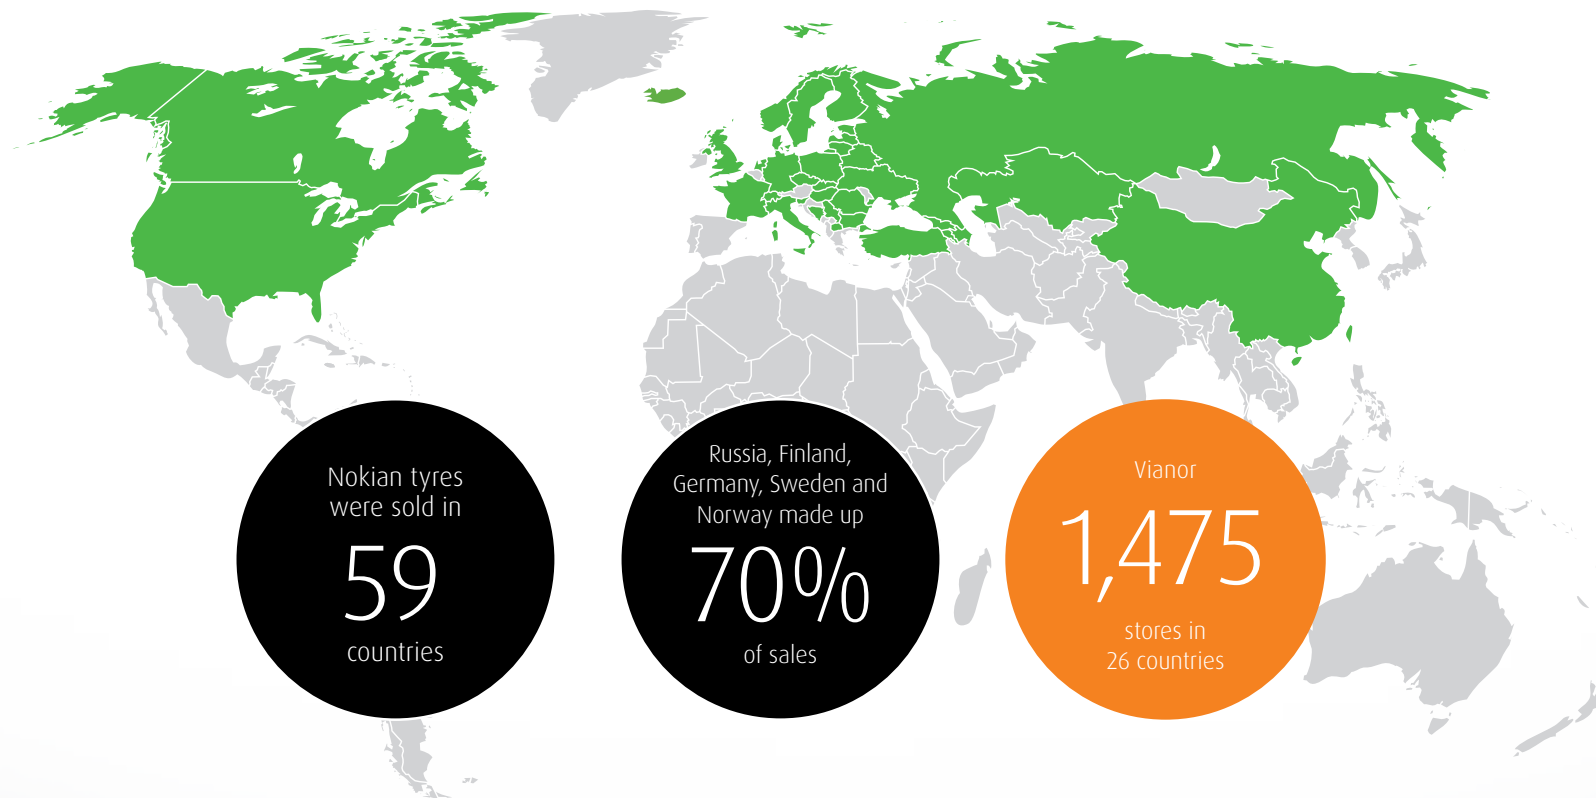 Nokian tyres
were sold in
59
countries
Russia, Finland,
Germany, Sweden and
Norway made up
70%
of sales
Vianor
1,475
stores in
26 countries